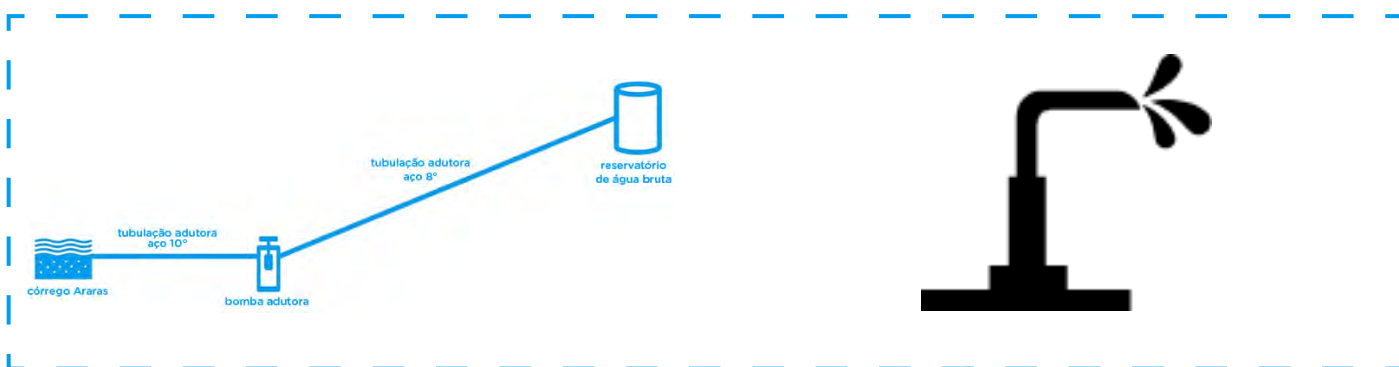 tubulação adutora
aço 8°
reservatório
de água bruta
tubulação adutora
aço 10°
córrego Araras
bomba adutora